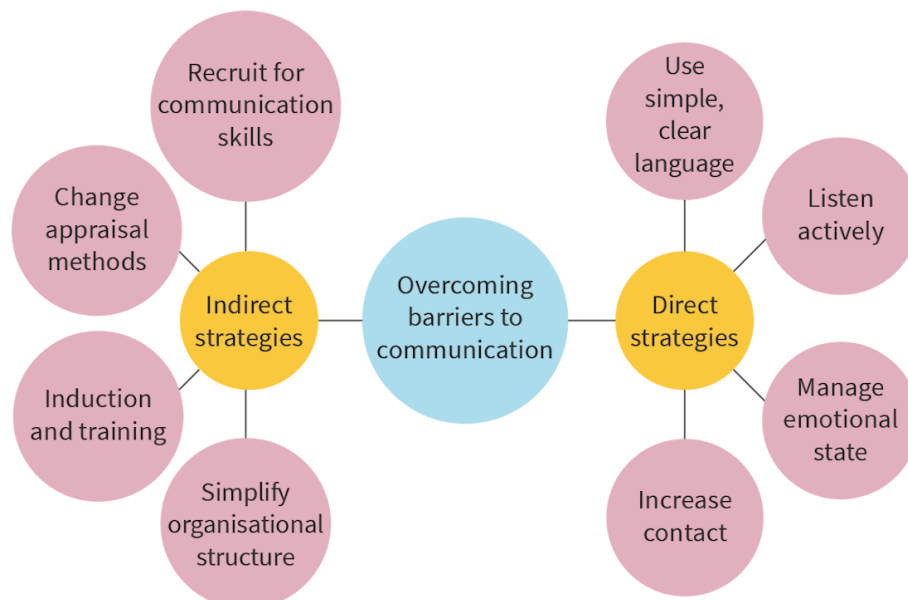 Recruit for
communication
skills
Change
appraisal
methods
Indirect
strategies
Induction
and training
Simplify
organisational
structure
Overcoming
barriers to
communication
Use
simple,
clear
language
Listen
actively
Direct
strategies
Manage
emotional
state
Increase
contact